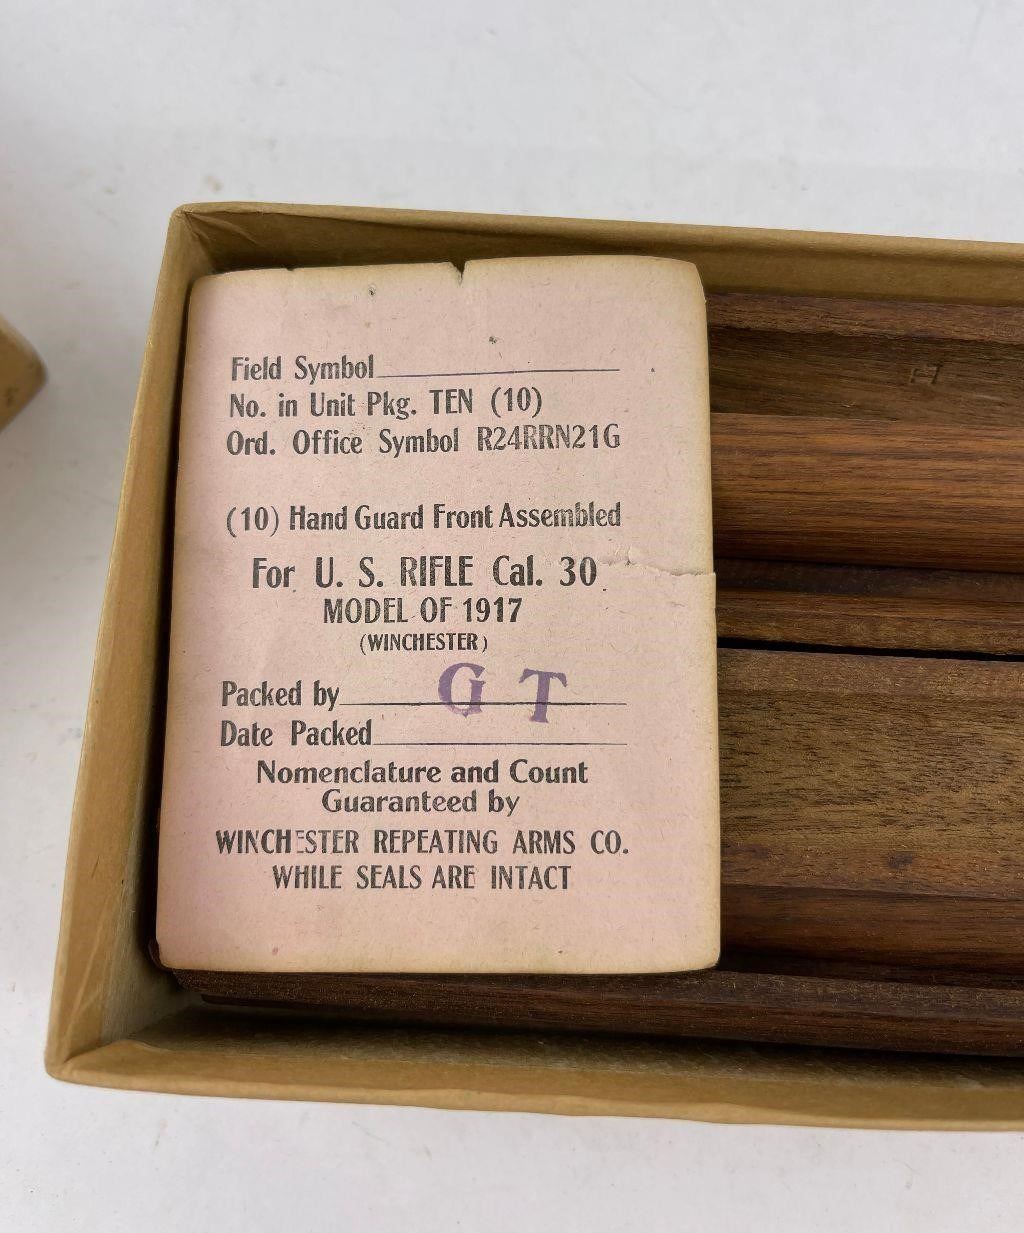 Field Symbol
No. in Unit Pkg. TEN (10)
Ord. Office Symbol R24RRN21G
(10) Hand Guard Front Assembled
For U. S. RIFLE Cal. 30
MODEL OF 1917
(WINCHESTER)
Packed by G T
Date Packed
Nomenclature and Count
Guaranteed by
WINCHESTER REPEATING ARMS CO.
WHILE SEALS ARE INTACT
H